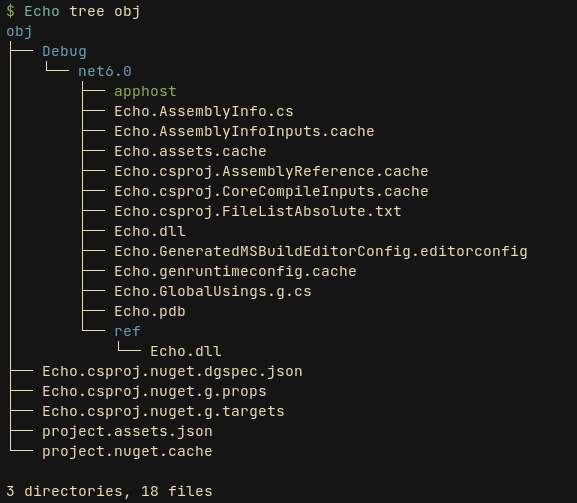 $ Echo tree obj
obj
├── Debug
│   └── net6.0
│       ├── apphost
│       ├── Echo.AssemblyInfo.cs
│       ├── Echo.AssemblyInfoInputs.cache
│       ├── Echo.assets.cache
│       ├── Echo.csproj.AssemblyReference.cache
│       ├── Echo.csproj.CoreCompileInputs.cache
│       ├── Echo.csproj.FileListAbsolute.txt
│       ├── Echo.dll
│       ├── Echo.GeneratedMSBuildEditorConfig.editorconfig
│       ├── Echo.genruntimeconfig.cache
│       ├── Echo.GlobalUsings.g.cs
│       ├── Echo.pdb
│       └── ref
│           └── Echo.dll
├── Echo.csproj.nuget.dgspec.json
├── Echo.csproj.nuget.g.props
├── Echo.csproj.nuget.g.targets
├── project.assets.json
└── project.nuget.cache
3 directories, 18 files